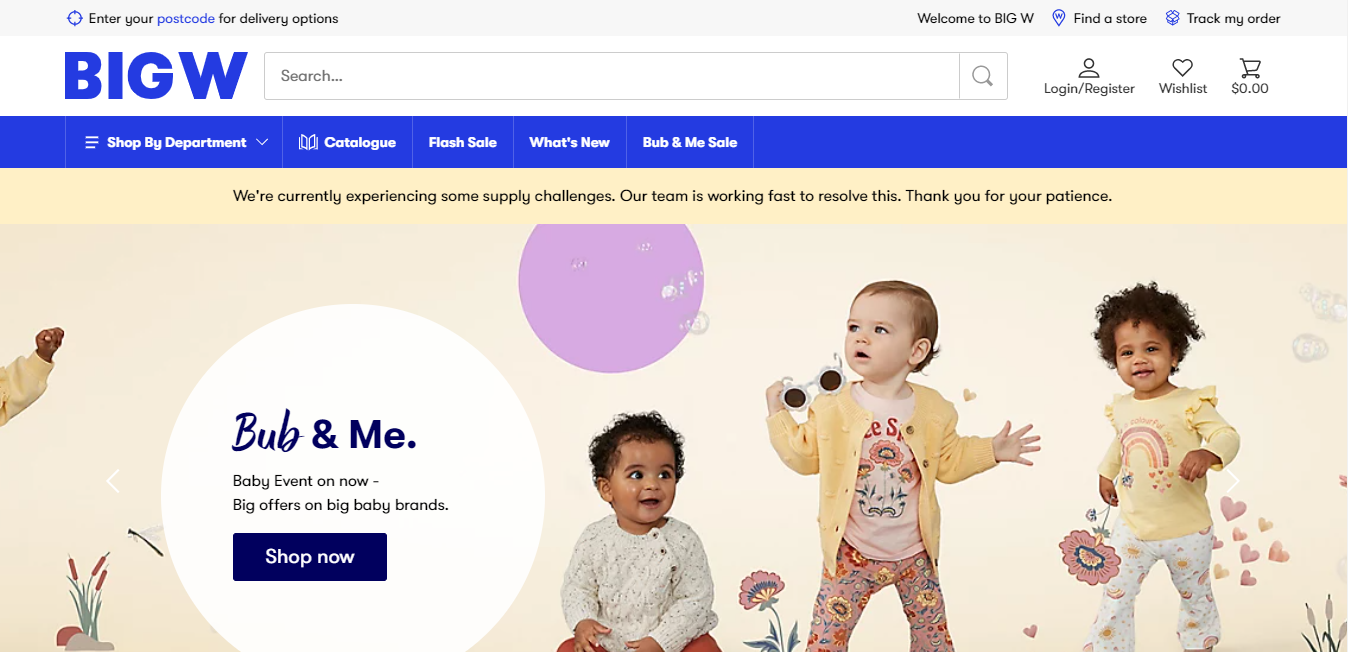 Enter your postcode for delivery options
Welcome to BIG W
Find a store
Track my order
BIG W
Search...
Login/Register
Wishlist
$0.00
Shop By Department
Catalogue
Flash Sale
What's New
Bub & Me Sale
We're currently experiencing some supply challenges. Our team is working fast to resolve this. Thank you for your patience.
Bub & Me.
Baby Event on now -
Big offers on big baby brands.
Shop now